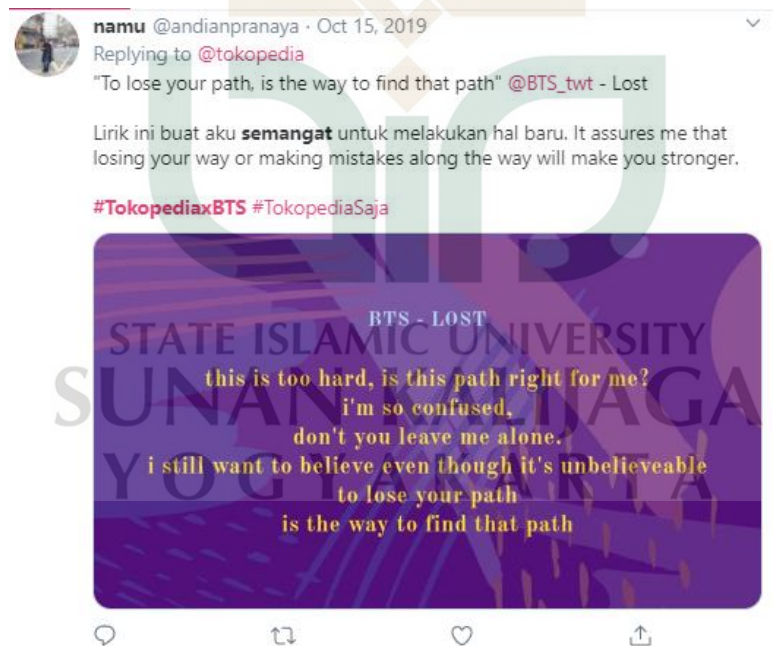 namu @andianpranaya · Oct 15, 2019
Replying to @tokopedia
"To lose your path, is the way to find that path" @BTS_twt - Lost
Lirik ini buat aku semangat untuk melakukan hal baru. It assures me that
losing your way or making mistakes along the way will make you stronger.
#TokopediaxBTS #TokopediaSaja
BTS - LOST
this is too hard, is this path right for me?
i'm so confused,
don't you leave me alone.
i still want to believe even though it's unbelieveable
to lose your path
is the way to find that path
STATE ISLAMIC UNIVERSITY
SUNAN KALIJAGA
YOGYAKARTA